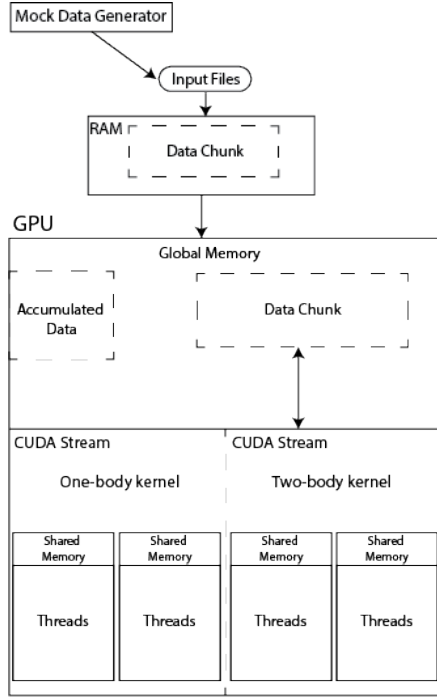 Mock Data Generator
Input Files
RAM
Data Chunk
GPU
Global Memory
Accumulated
Data
Data Chunk
CUDA Stream
CUDA Stream
One-body kernel
Two-body kernel
Shared
Memory
Shared
Memory
Shared
Memory
Shared
Memory
Threads
Threads
Threads
Threads